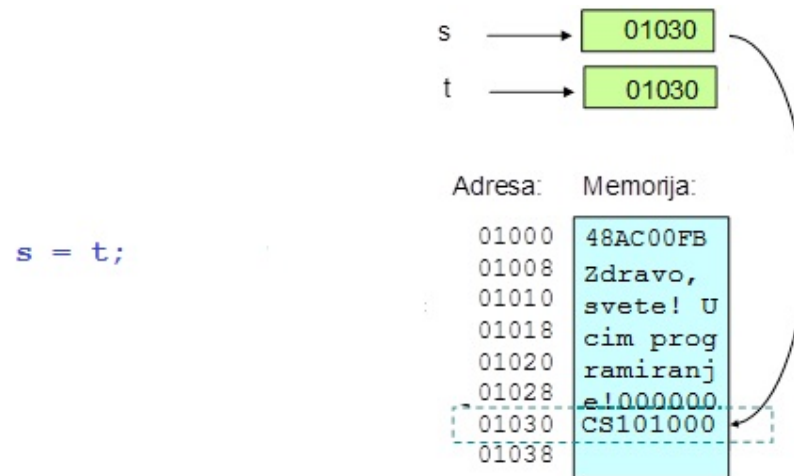 s 01030
t 01030
Adresa: Memorija:
s = t;
01000 48AC00FB
01008 Zdravo,
01010 svete! U
01018 cim prog
01020 ramiranj
01028 e!000000
01030 CS101000
01038